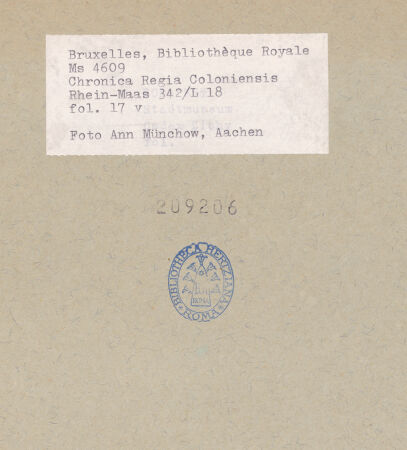 Bruxelles, Bibliothèque Royale
Ms 4609
Chronica Regia Coloniensis
Rhein-Maas 342/L 18
fol. 17 v
Foto Ann Münchow, Aachen
209206
BIBLIOTHECA HERTZIANA
ROMA